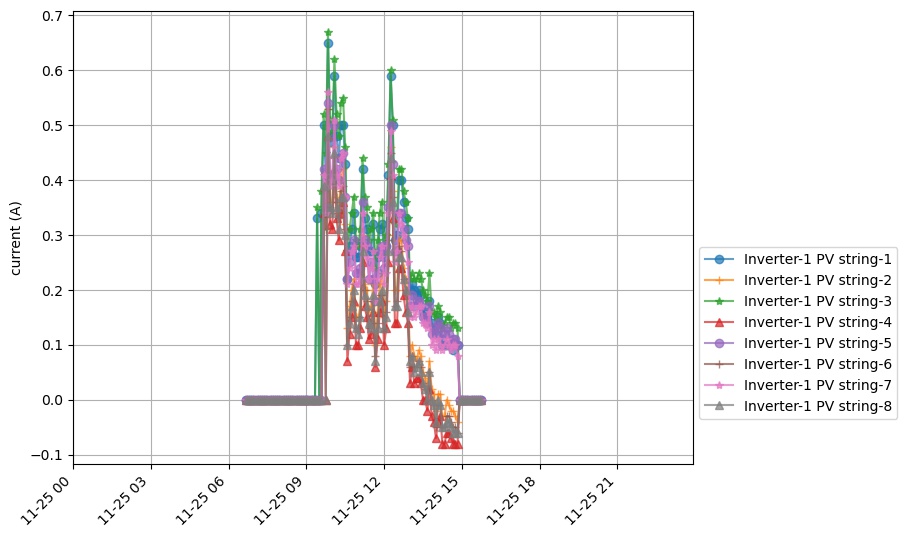 0.7
0.6
0.5
0.4
0.3
0.2
0.1
0.0
−0.1
current (A)
11-25 00
11-25 03
11-25 06
11-25 09
11-25 12
11-25 15
11-25 18
11-25 21
Inverter-1 PV string-1
Inverter-1 PV string-2
Inverter-1 PV string-3
Inverter-1 PV string-4
Inverter-1 PV string-5
Inverter-1 PV string-6
Inverter-1 PV string-7
Inverter-1 PV string-8